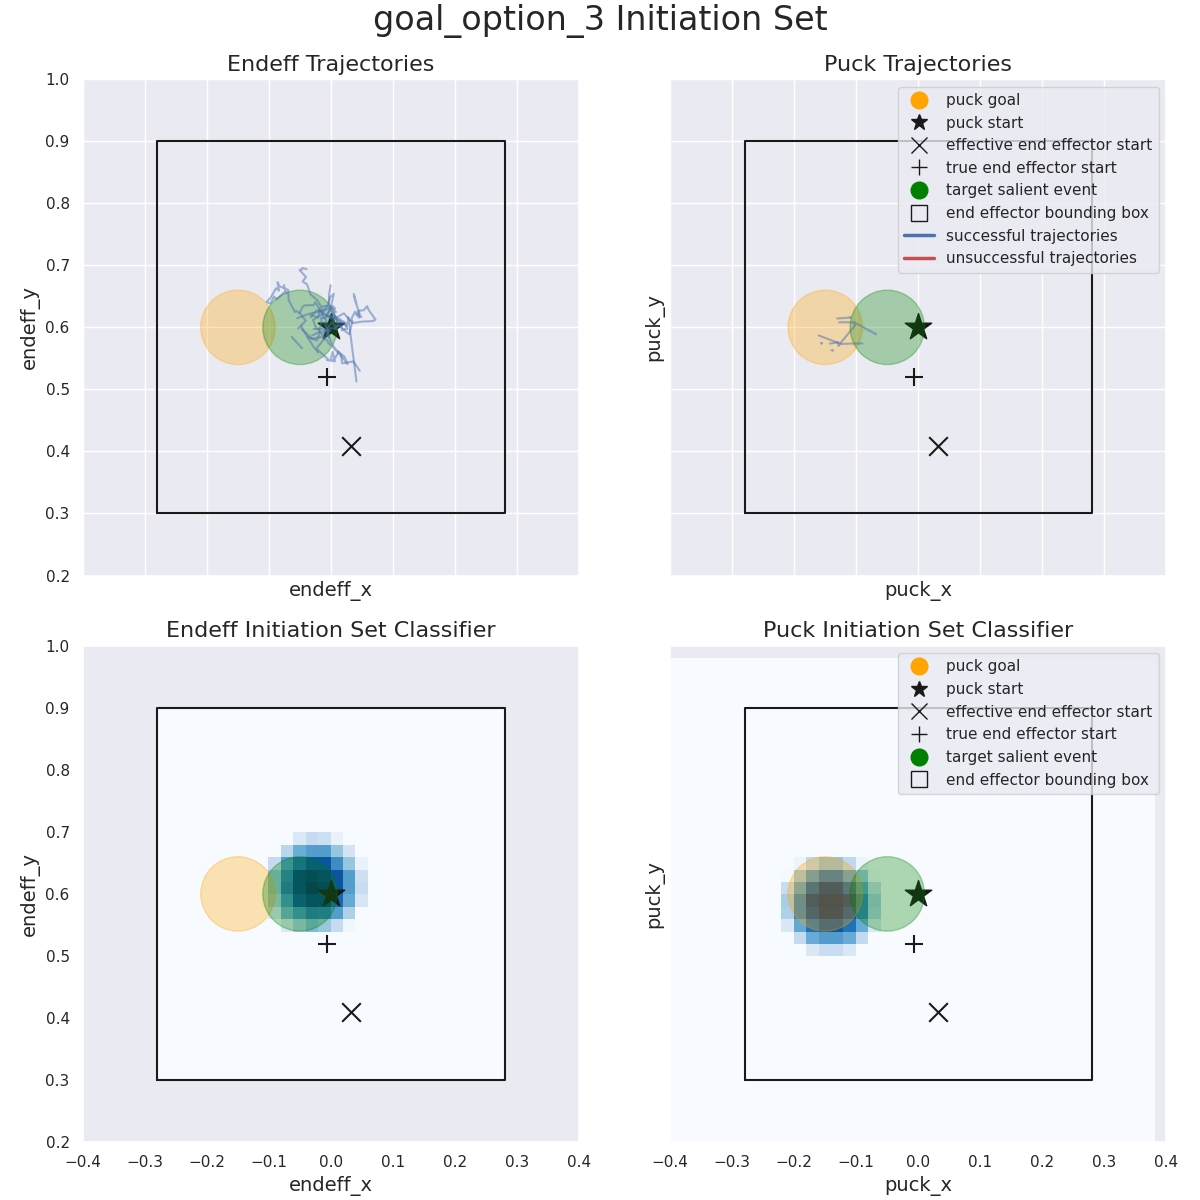 goal_option_3 Initiation Set
Endeff Trajectories
1.0
0.9
0.8
0.7
0.6
0.5
0.4
0.3
0.2
endeff_y
endeff_x
Puck Trajectories
puck goal
puck start
effective end effector start
true end effector start
target salient event
end effector bounding box
successful trajectories
unsuccessful trajectories
puck_y
puck_x
Endeff Initiation Set Classifier
1.0
0.9
0.8
0.7
0.6
0.5
0.4
0.3
0.2
endeff_y
−0.4 −0.3 −0.2 −0.1 0.0 0.1 0.2 0.3 0.4
endeff_x
Puck Initiation Set Classifier
puck goal
puck start
effective end effector start
true end effector start
target salient event
end effector bounding box
puck_y
−0.4 −0.3 −0.2 −0.1 0.0 0.1 0.2 0.3 0.4
puck_x